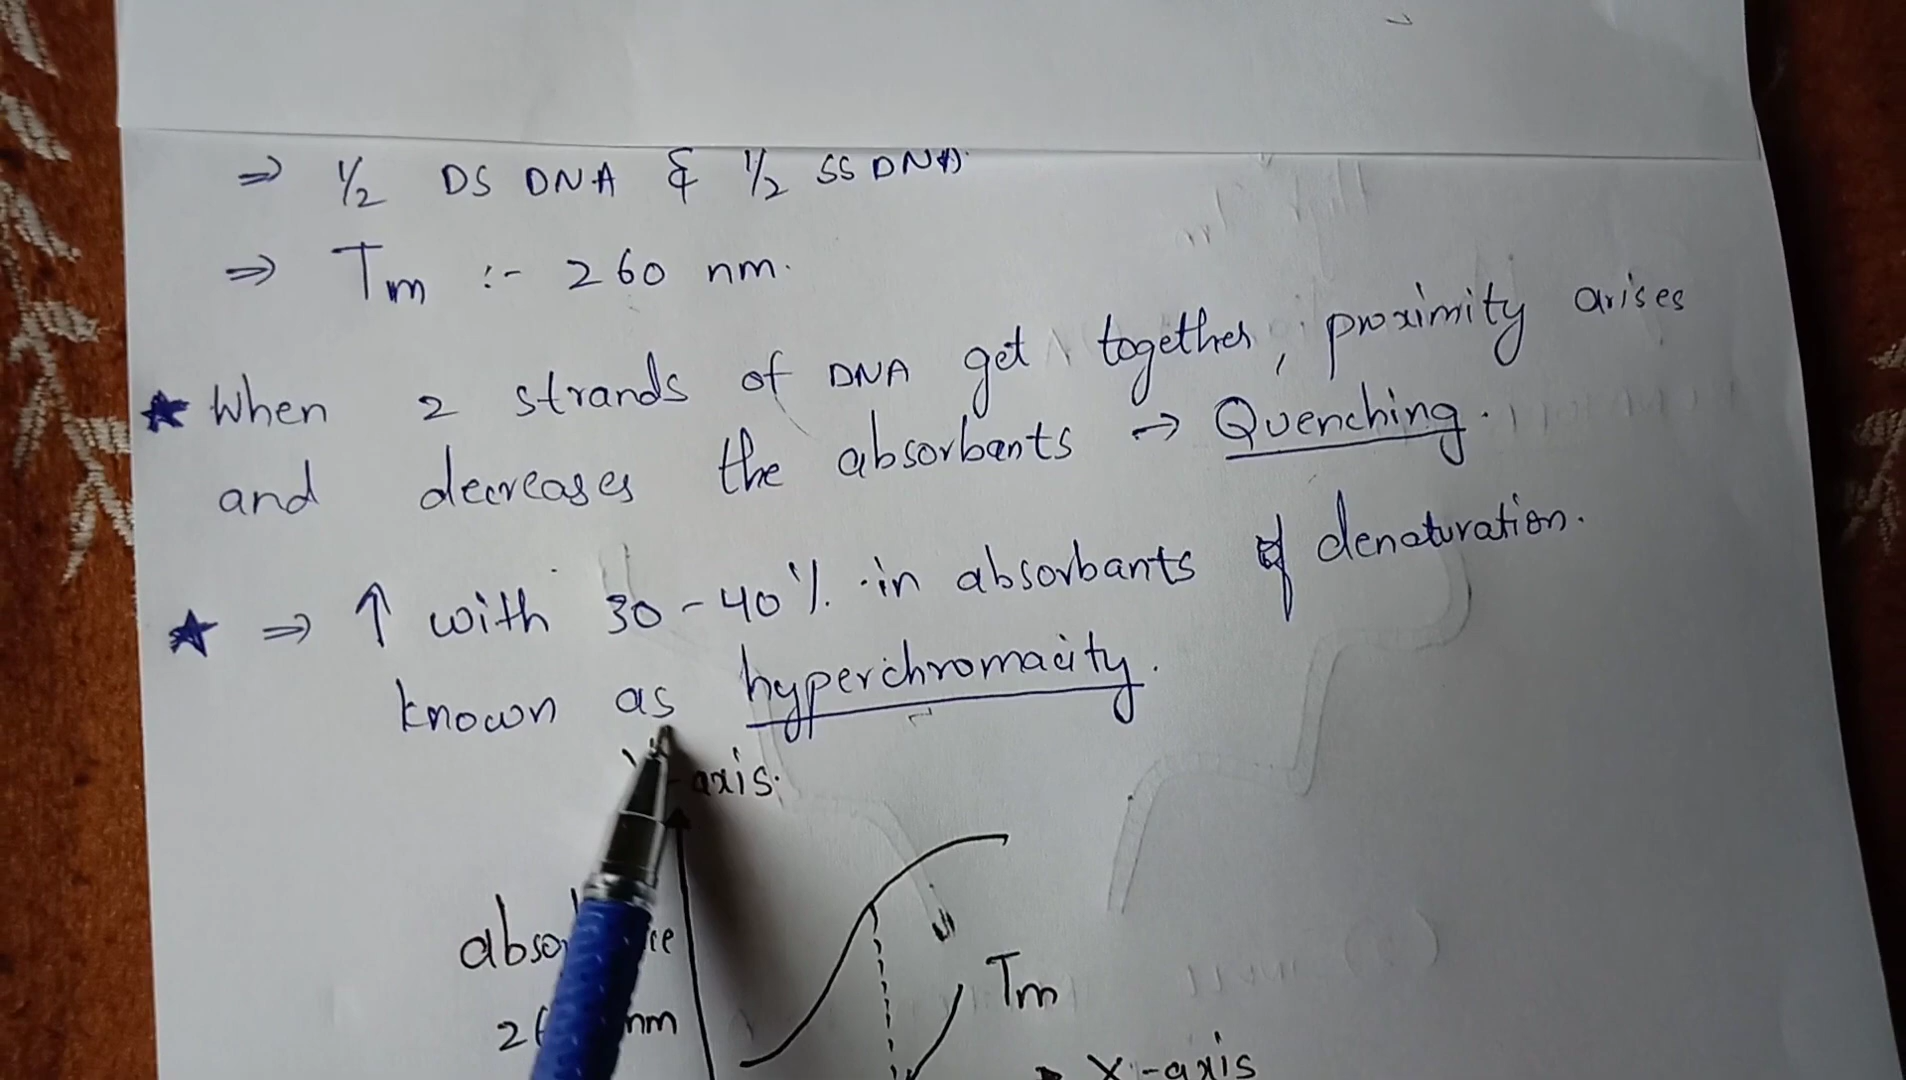 ⇒ 1/2 DS DNA & 1/2 SS DNA.
⇒ Tm :- 260 nm.
★ When 2 strands of DNA get together, proximity arises
and decreases the absorbants → Quenching.
★ ⇒ ↑ with 30-40% in absorbants of denaturation.
known as hyperchromacity.
-axis.
Tm
nm
X-axis